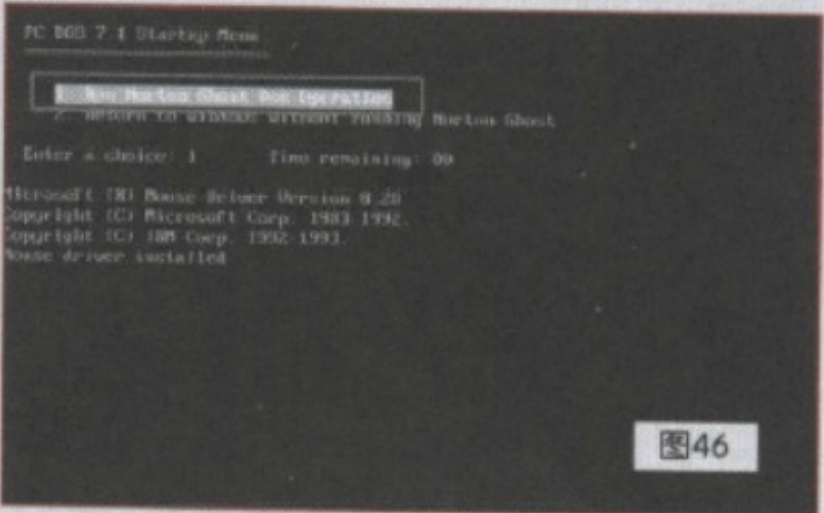 PC DOS 7.1 Startup Menu
1. Run Norton Ghost Dos Operation
2. Return to windows without running Norton Ghost
Enter a choice: 1 Time remaining: 00
Microsoft (R) Mouse Driver Version 8.20
Copyright (C) Microsoft Corp. 1983-1992.
Copyright (C) IBM Corp. 1992-1993.
Mouse driver installed
图46